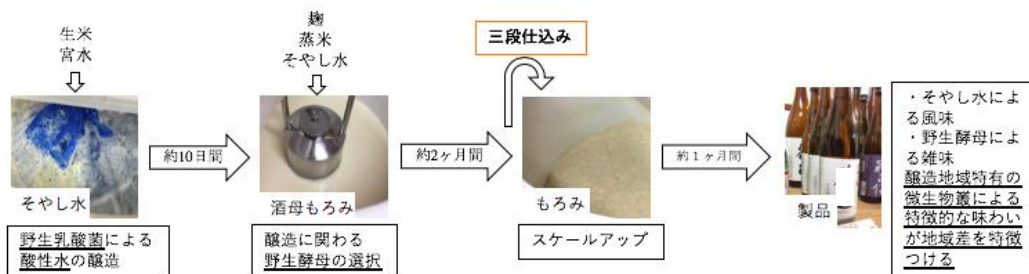 生米
宮水
そやし水
野生乳酸菌による
酸性水の醸造
約10日間
麹
蒸米
そやし水
酒母もろみ
醸造に関わる
野生酵母の選択
約2ヶ月間
三段仕込み
もろみ
スケールアップ
約１ヶ月間
製品
・そやし水によ
る風味
・野生酵母によ
る雑味
醸造地域特有の
微生物叢による
特徴的な味わい
が地域差を特徴
つける